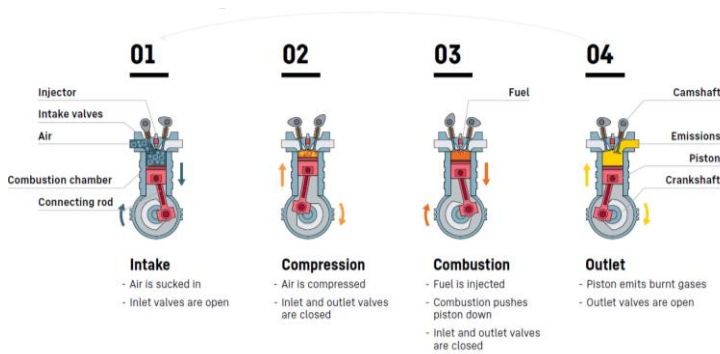 01
02
03
04
Injector
Intake valves
Air
Combustion chamber
Connecting rod
Fuel
Camshaft
Emissions
Piston
Crankshaft
Intake
- Air is sucked in
- Inlet valves are open
Compression
- Air is compressed
- Inlet and outlet valves
are closed
Combustion
- Fuel is injected
- Combustion pushes
piston down
- Inlet and outlet valves
are closed
Outlet
- Piston emits burnt gases
- Outlet valves are open